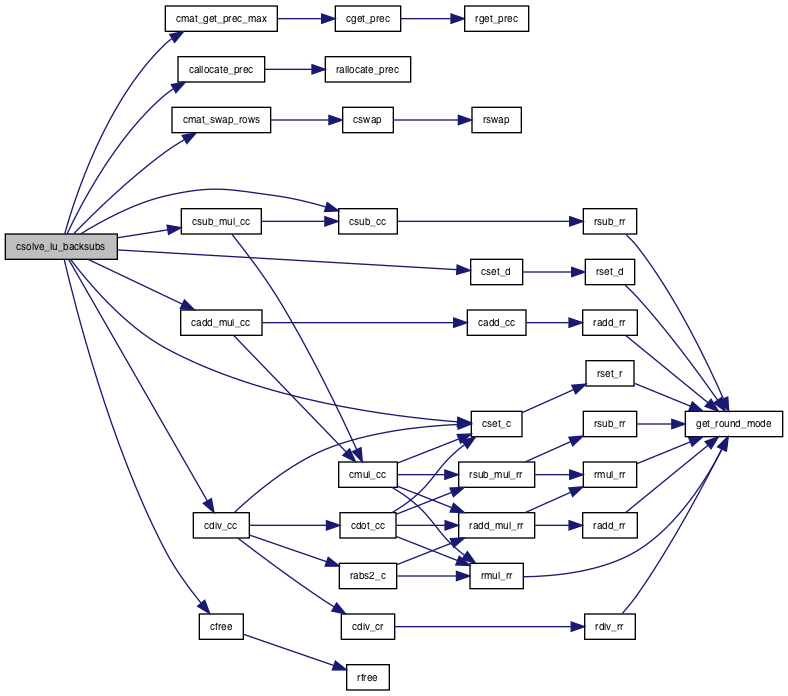 cmat_get_prec_max
cget_prec
rget_prec
callocate_prec
rallocate_prec
cmat_swap_rows
cswap
rswap
csub_mul_cc
csub_cc
rsub_rr
csolve_lu_backsubs
cset_d
rset_d
cadd_mul_cc
cadd_cc
radd_rr
rset_r
cset_c
rsub_rr
get_round_mode
cmul_cc
rsub_mul_rr
rmul_rr
cdiv_cc
cdot_cc
radd_mul_rr
radd_rr
rabs2_c
rmul_rr
cfree
cdiv_cr
rdiv_rr
rfree